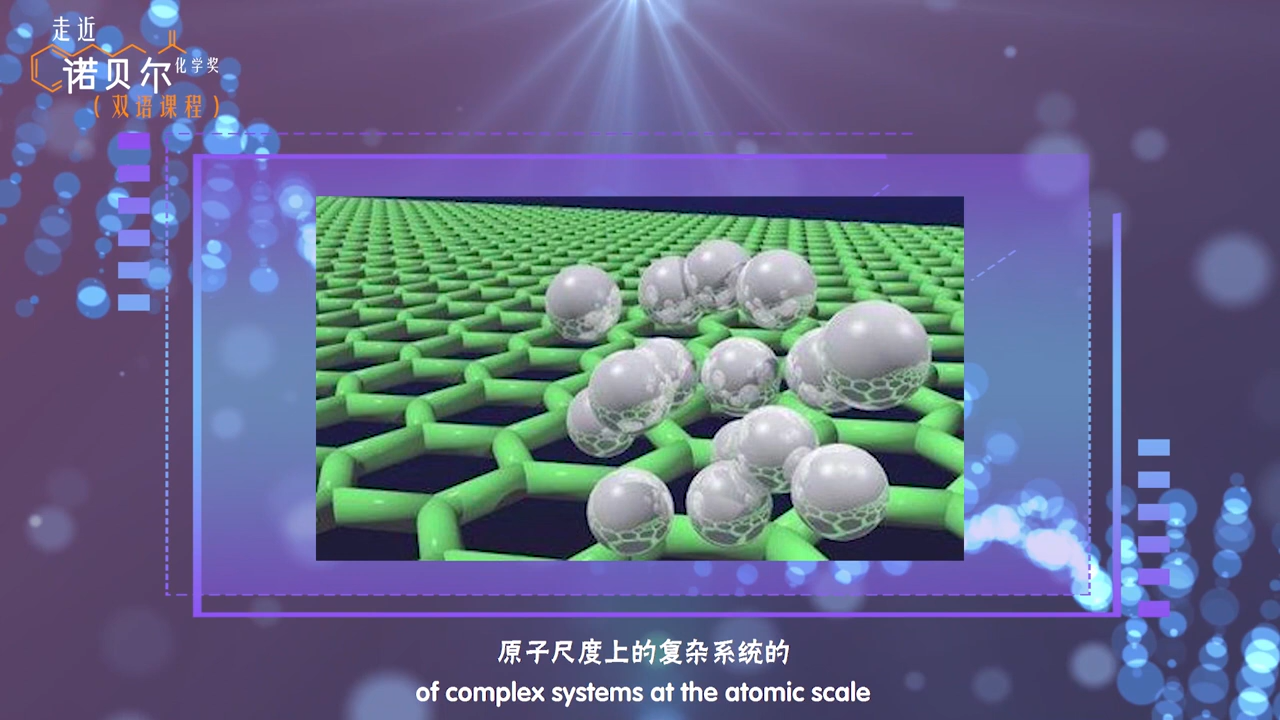 走近
诺贝尔化学奖
(双语课程)
原子尺度上的复杂系统的
of complex systems at the atomic scale